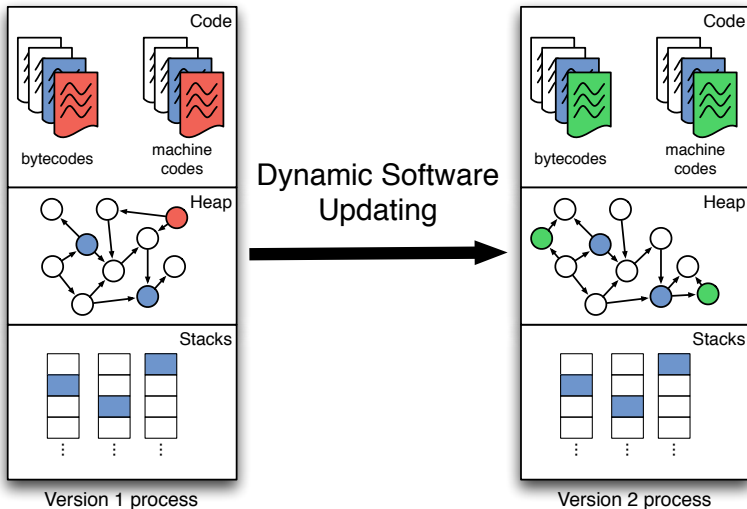 Code
bytecodes
machine
codes
Heap
Stacks
Version 1 process
Dynamic Software
Updating
Code
bytecodes
machine
codes
Heap
Stacks
Version 2 process